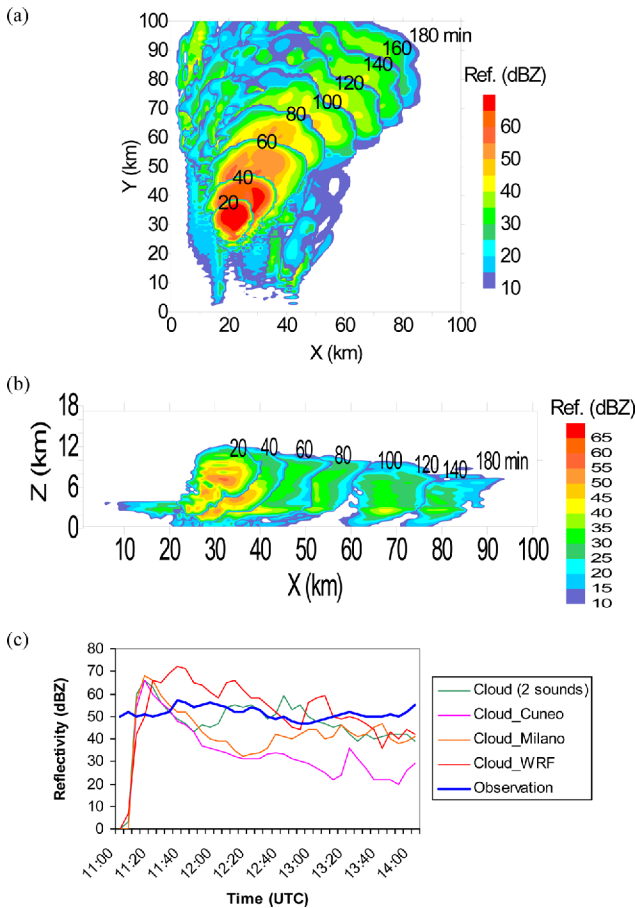 (a)
100
90
80
70
60
50
40
30
20
10
0
Y (km)
0 20 40 60 80 100
X (km)
180 min
160
140
120
100
80
60
40
20
Ref. (dBZ)
60
50
40
30
20
10
(b)
18
12
6
0
Z (km)
10 20 30 40 50 60 70 80 90 100
X (km)
20 40 60 80 100 120 140 180 min
Ref. (dBZ)
65
60
55
50
45
40
35
30
25
20
15
10
(c)
80
70
60
50
40
30
20
10
0
Reflectivity (dBZ)
11:00 11:20 11:40 12:00 12:20 12:40 13:00 13:20 13:40 14:00
Time (UTC)
Cloud (2 sounds)
Cloud_Cuneo
Cloud_Milano
Cloud_WRF
Observation